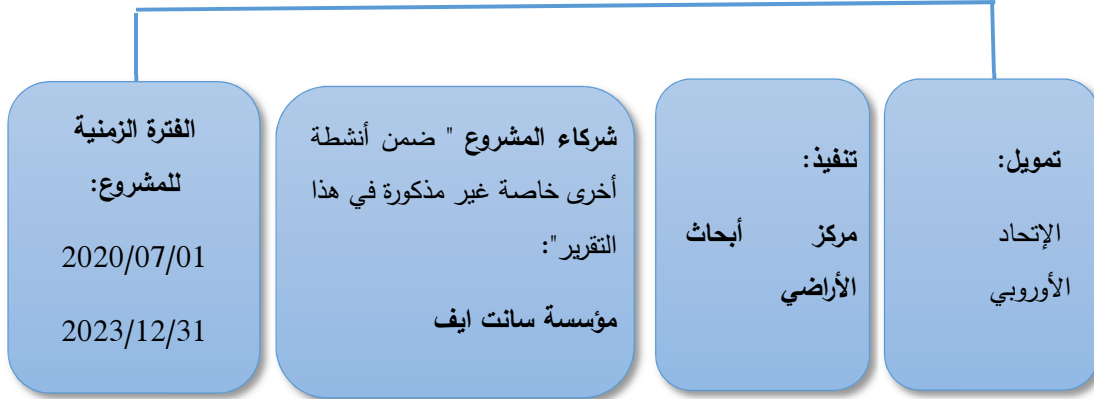 تمويل:
الإتحاد
الأوروبي
تنفيذ:
مركز أبحاث
الأراضي
شركاء المشروع " ضمن أنشطة
أخرى خاصة غير مذكورة في هذا
التقرير":
مؤسسة سانت ايف
الفترة الزمنية
للمشروع:
2020/07/01
2023/12/31